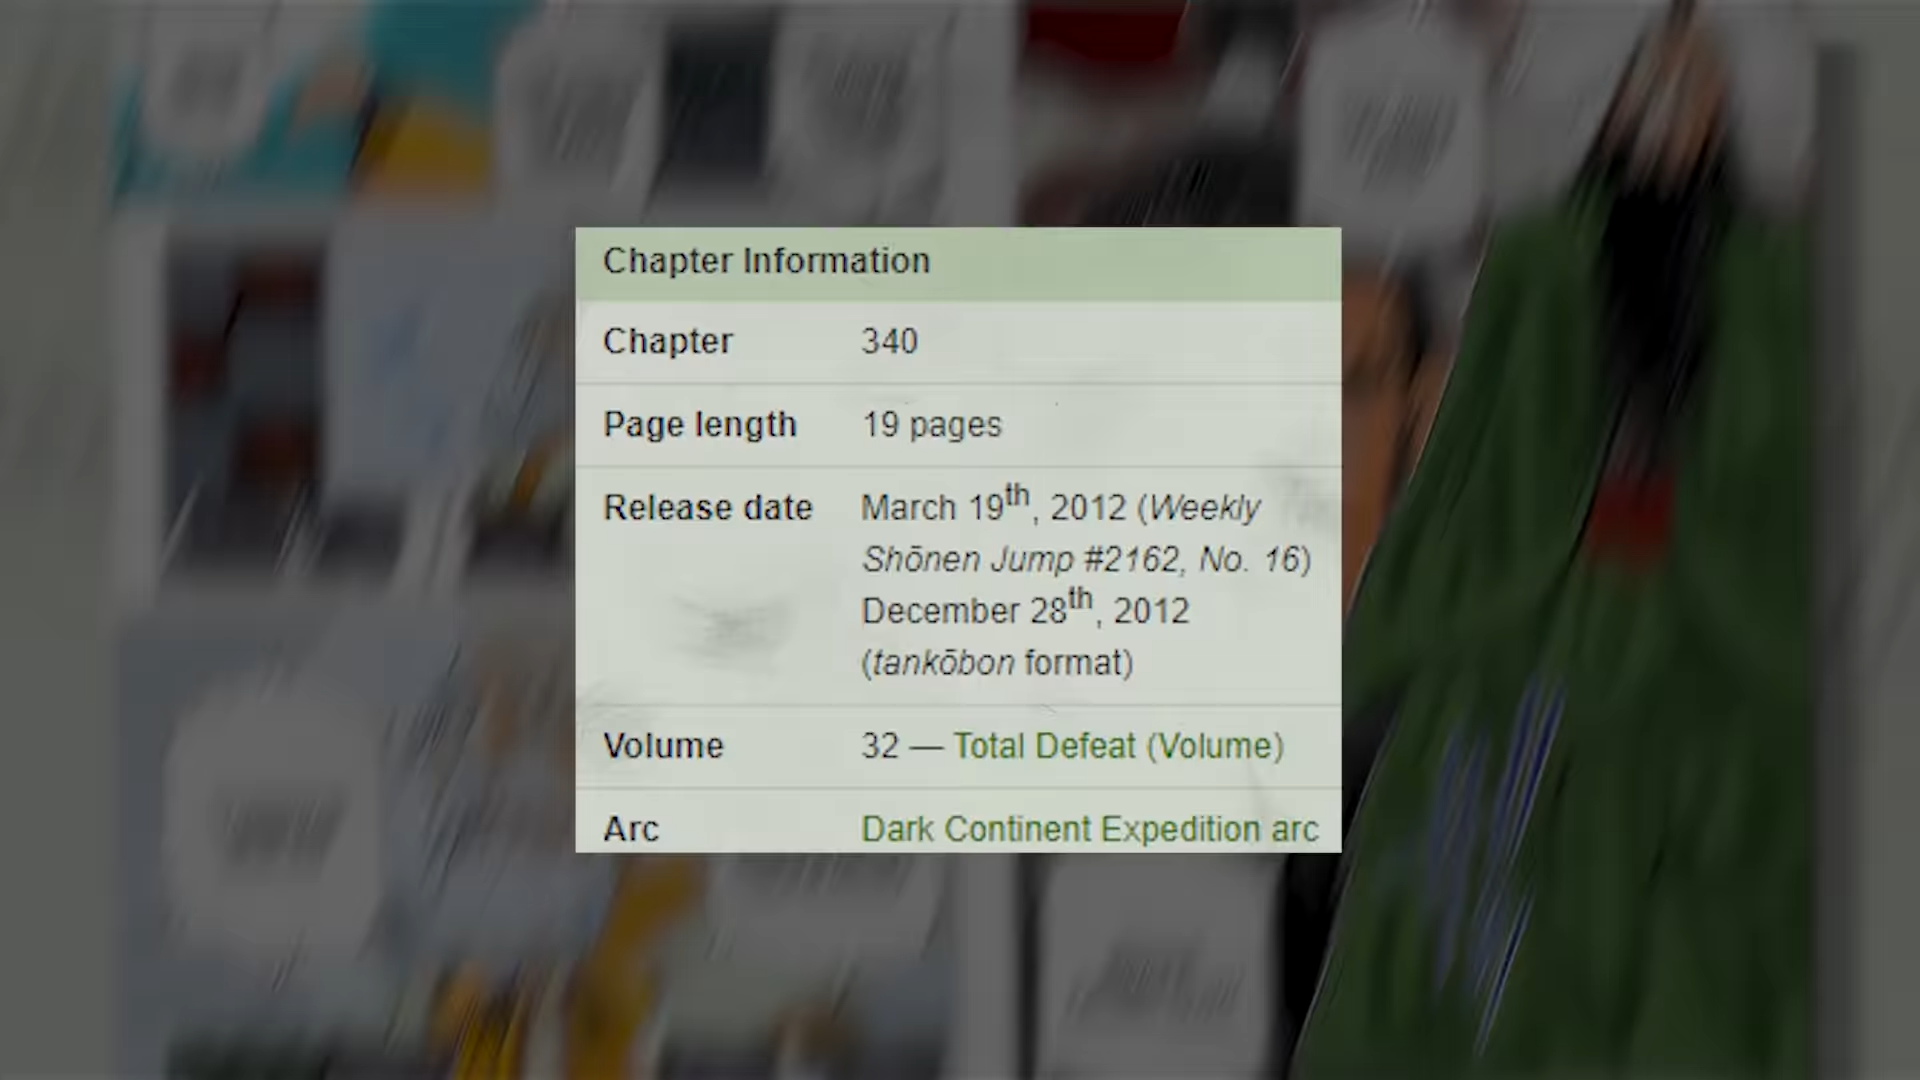 Chapter Information
Chapter 340
Page length 19 pages
Release date March 19th, 2012 (Weekly
Shōnen Jump #2162, No. 16)
December 28th, 2012
(tankōbon format)
Volume 32 — Total Defeat (Volume)
Arc Dark Continent Expedition arc